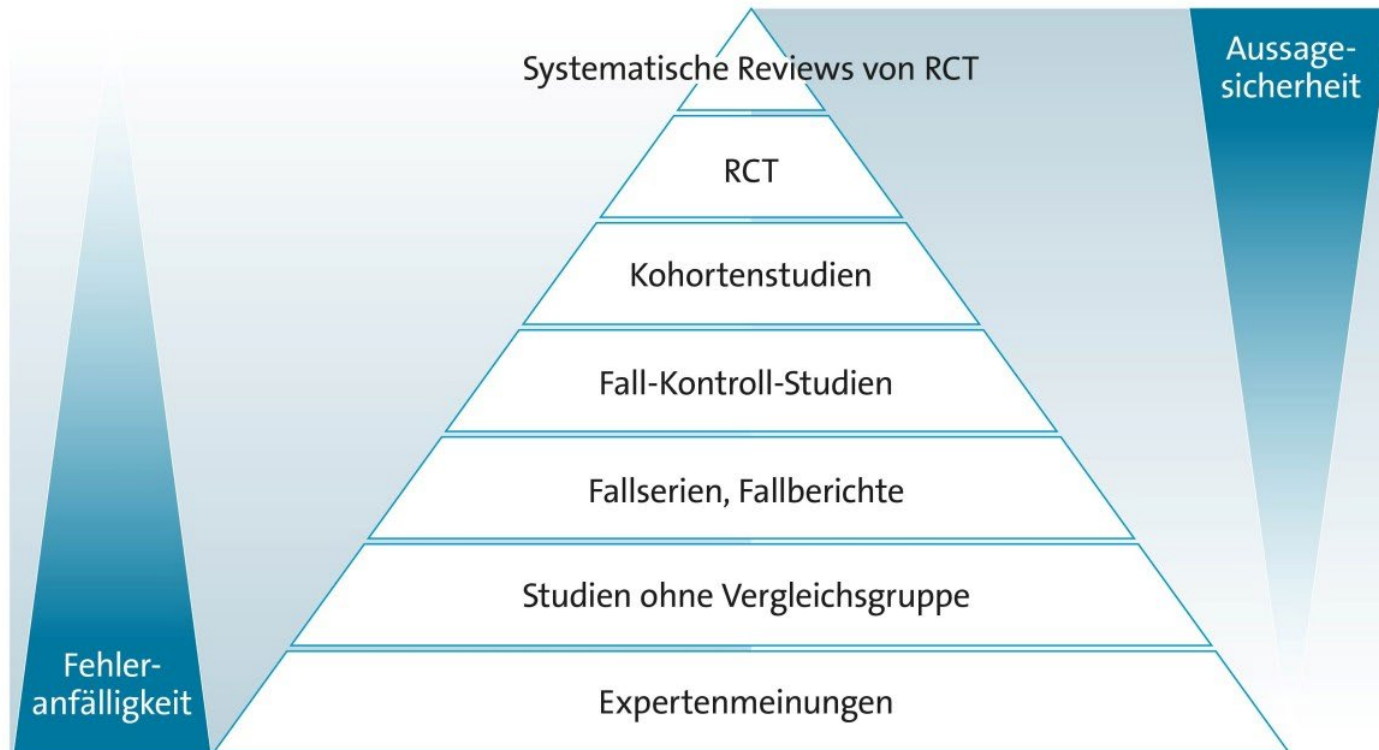 Systematische Reviews von RCT
Aussage-
sicherheit
RCT
Kohortenstudien
Fall-Kontroll-Studien
Fallserien, Fallberichte
Studien ohne Vergleichsgruppe
Fehler-
anfälligkeit
Expertenmeinungen